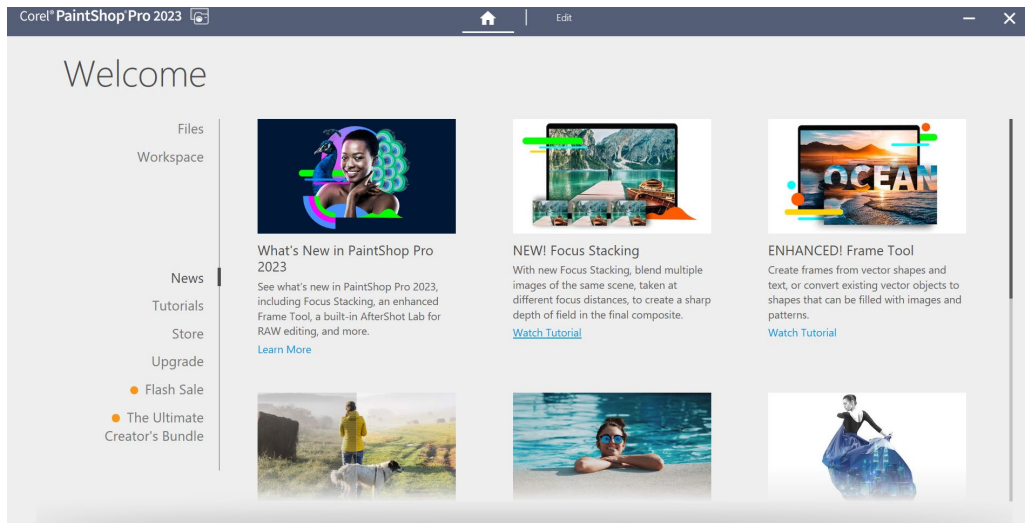 Corel® PaintShop® Pro 2023
Edit
Welcome
Files
Workspace
News
Tutorials
Store
Upgrade
Flash Sale
The Ultimate
Creator's Bundle
What's New in PaintShop Pro
2023
See what's new in PaintShop Pro 2023,
including Focus Stacking, an enhanced
Frame Tool, a built-in AfterShot Lab for
RAW editing, and more.
Learn More
NEW! Focus Stacking
With new Focus Stacking, blend multiple
images of the same scene, taken at
different focus distances, to create a sharp
depth of field in the final composite.
Watch Tutorial
OCEAN
ENHANCED! Frame Tool
Create frames from vector shapes and
text, or convert existing vector objects to
shapes that can be filled with images and
patterns.
Watch Tutorial